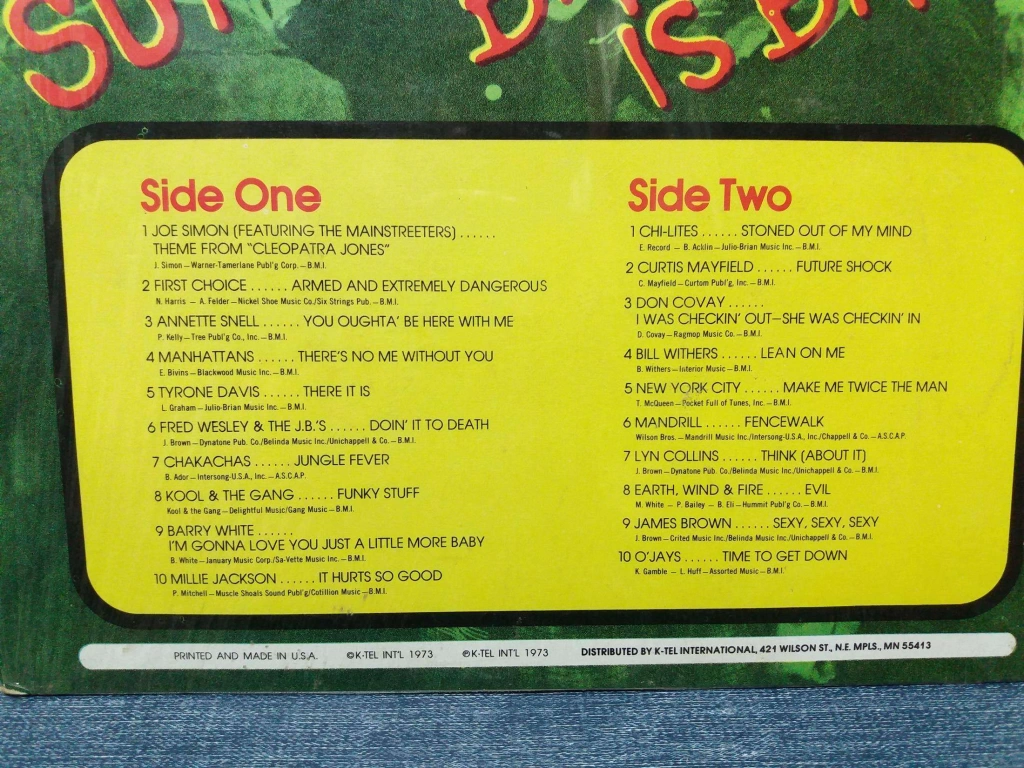 IS
Side One
1 JOE SIMON (FEATURING THE MAINSTREETERS) ......
THEME FROM "CLEOPATRA JONES"
J. Simon – Warner-Tamerlane Publ'g Corp. – B.M.I.
2 FIRST CHOICE ...... ARMED AND EXTREMELY DANGEROUS
N. Harris – A. Felder – Nickel Shoe Music Co./Six Strings Pub. – B.M.I.
3 ANNETTE SNELL ...... YOU OUGHTA' BE HERE WITH ME
P. Kelly – Tree Publ'g Co., Inc. – B.M.I.
4 MANHATTANS ...... THERE'S NO ME WITHOUT YOU
E. Bivins – Blackwood Music Inc. – B.M.I.
5 TYRONE DAVIS ...... THERE IT IS
L. Graham – Julio-Brian Music Inc. – B.M.I.
6 FRED WESLEY & THE J.B.'S ...... DOIN' IT TO DEATH
J. Brown – Dynatone Pub. Co./Belinda Music Inc./Unichappell & Co. – B.M.I.
7 CHAKACHAS ...... JUNGLE FEVER
B. Ador – Intersong-U.S.A., Inc. – A.S.C.A.P.
8 KOOL & THE GANG ...... FUNKY STUFF
Kool & the Gang – Delightful Music/Gang Music – B.M.I.
9 BARRY WHITE ......
I'M GONNA LOVE YOU JUST A LITTLE MORE BABY
B. White – January Music Corp./Sa-Vette Music Inc. – B.M.I.
10 MILLIE JACKSON ...... IT HURTS SO GOOD
P. Mitchell – Muscle Shoals Sound Publ'g/Cotillion Music – B.M.I.
Side Two
1 CHI-LITES ...... STONED OUT OF MY MIND
E. Record – B. Acklin – Julio-Brian Music Inc. – B.M.I.
2 CURTIS MAYFIELD ...... FUTURE SHOCK
C. Mayfield – Curtom Publ'g, Inc. – B.M.I.
3 DON COVAY ......
I WAS CHECKIN' OUT–SHE WAS CHECKIN' IN
D. Covay – Ragmop Music Co. – B.M.I.
4 BILL WITHERS ...... LEAN ON ME
B. Withers – Interior Music – B.M.I.
5 NEW YORK CITY ...... MAKE ME TWICE THE MAN
T. McQueen – Pocket Full of Tunes, Inc. – B.M.I.
6 MANDRILL ...... FENCEWALK
Wilson Bros. – Mandrill Music Inc./Intersong-U.S.A., Inc./Chappell & Co. – A.S.C.A.P.
7 LYN COLLINS ...... THINK (ABOUT IT)
J. Brown – Dynatone Pub. Co./Belinda Music Inc./Unichappell & Co. – B.M.I.
8 EARTH, WIND & FIRE ...... EVIL
M. White – P. Bailey – B. Eli – Hummit Publ'g Co. – B.M.I.
9 JAMES BROWN ...... SEXY, SEXY, SEXY
J. Brown – Crited Music Inc./Belinda Music Inc./Unichappell & Co. – B.M.I.
10 O'JAYS ...... TIME TO GET DOWN
K. Gamble – L. Huff – Assorted Music – B.M.I.
PRINTED AND MADE IN U.S.A. ©K-TEL INT'L 1973 ℗K-TEL INT'L 1973 DISTRIBUTED BY K-TEL INTERNATIONAL, 421 WILSON ST., N.E. MPLS., MN 55413